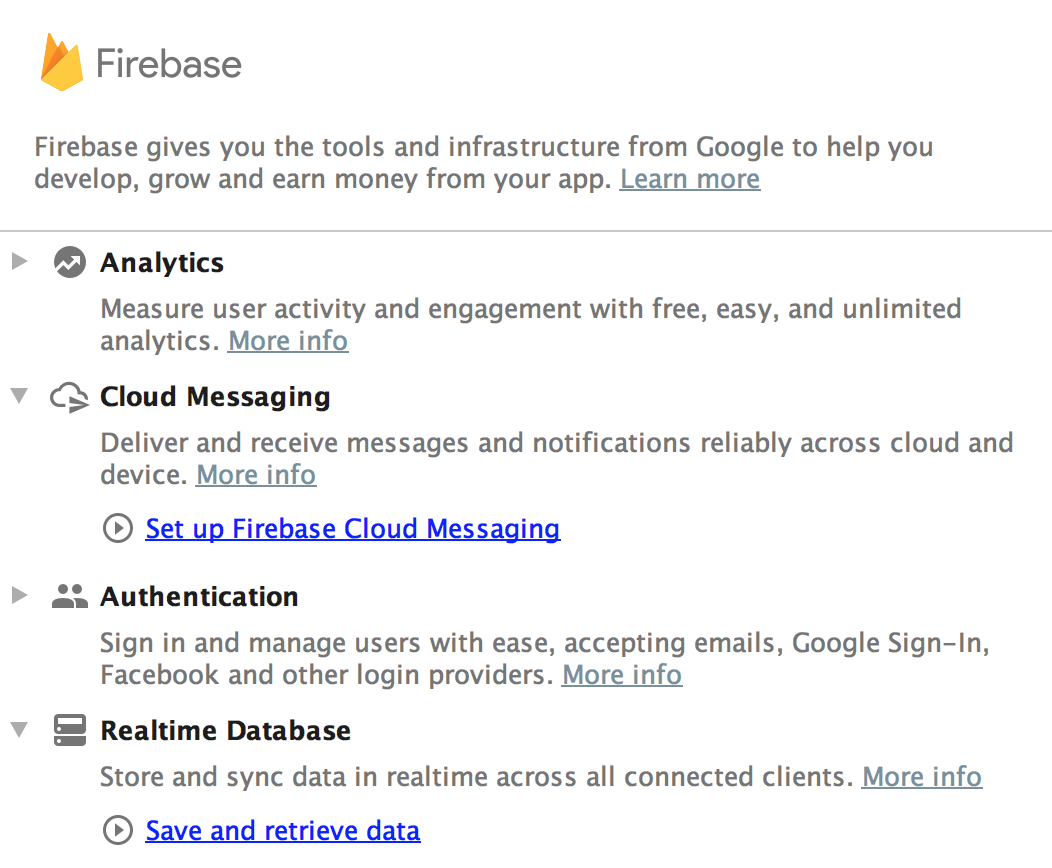 Firebase
Firebase gives you the tools and infrastructure from Google to help you
develop, grow and earn money from your app. Learn more
Analytics
Measure user activity and engagement with free, easy, and unlimited
analytics. More info
Cloud Messaging
Deliver and receive messages and notifications reliably across cloud and
device. More info
Set up Firebase Cloud Messaging
Authentication
Sign in and manage users with ease, accepting emails, Google Sign-In,
Facebook and other login providers. More info
Realtime Database
Store and sync data in realtime across all connected clients. More info
Save and retrieve data